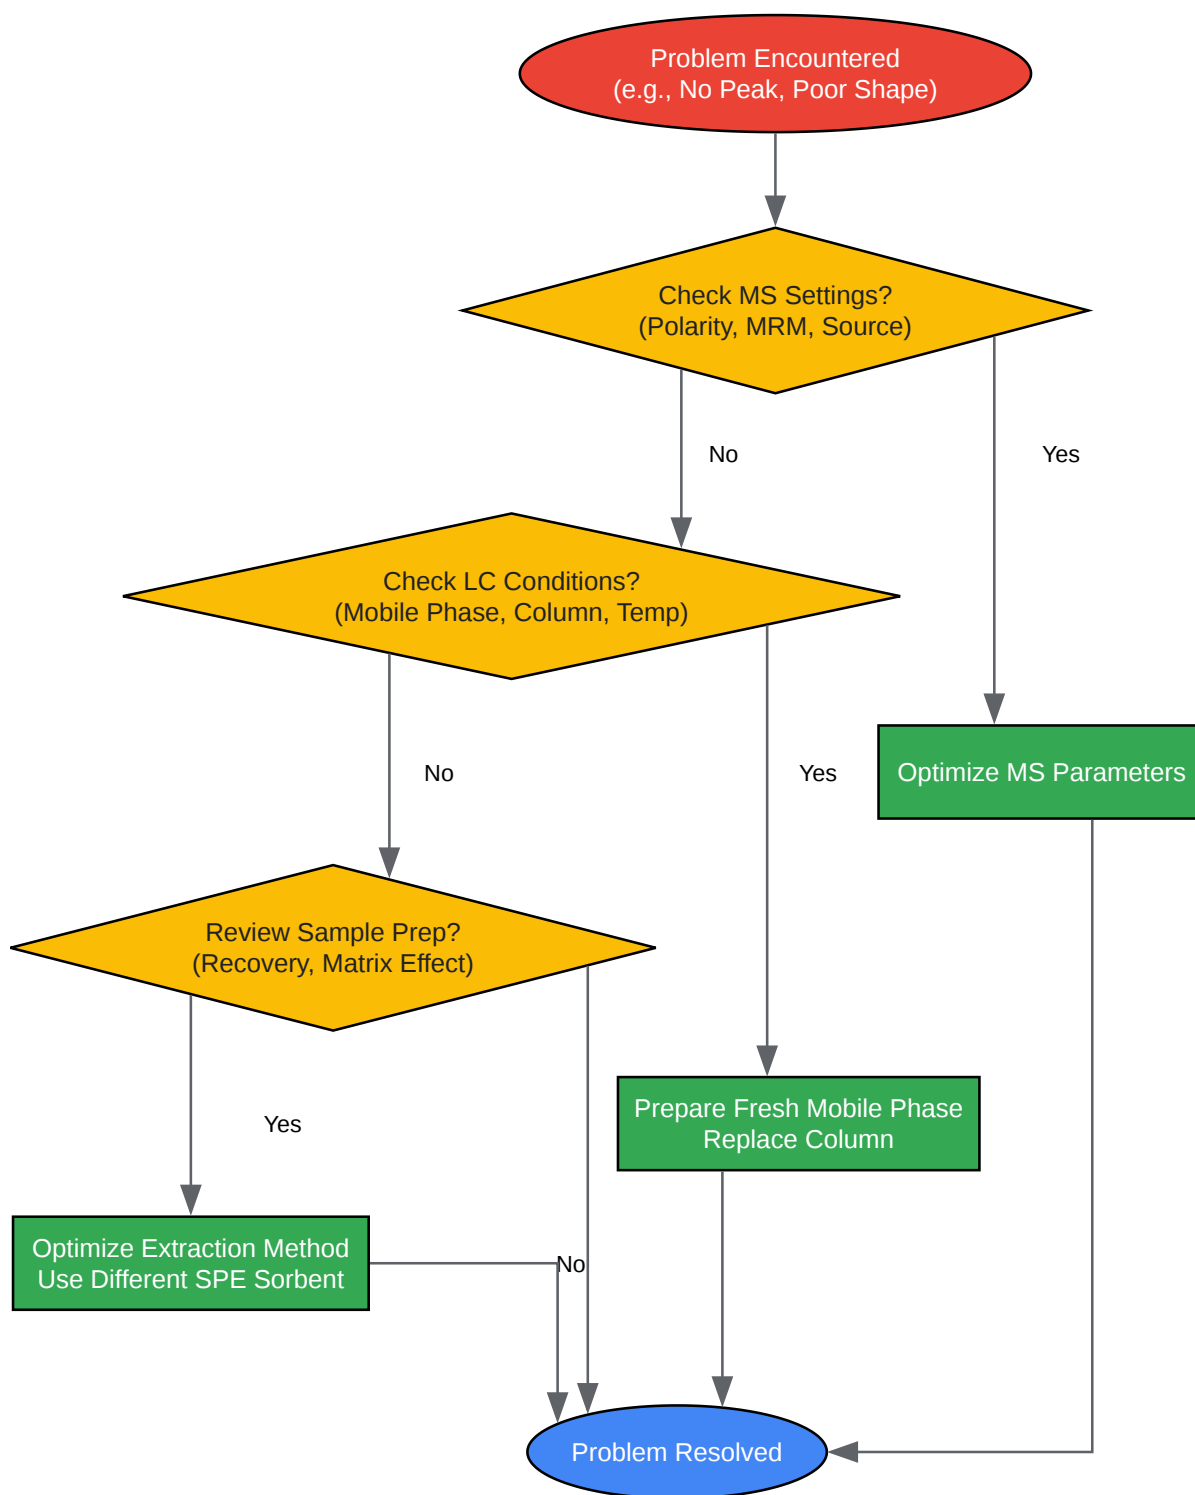 Problem Encountered
(e.g., No Peak, Poor Shape)
Check MS Settings?
(Polarity, MRM, Source)
No
Yes
Check LC Conditions?
(Mobile Phase, Column, Temp)
No
Yes
Optimize MS Parameters
Review Sample Prep?
(Recovery, Matrix Effect)
Yes
Prepare Fresh Mobile Phase
Replace Column
Optimize Extraction Method
Use Different SPE Sorbent
No
Problem Resolved